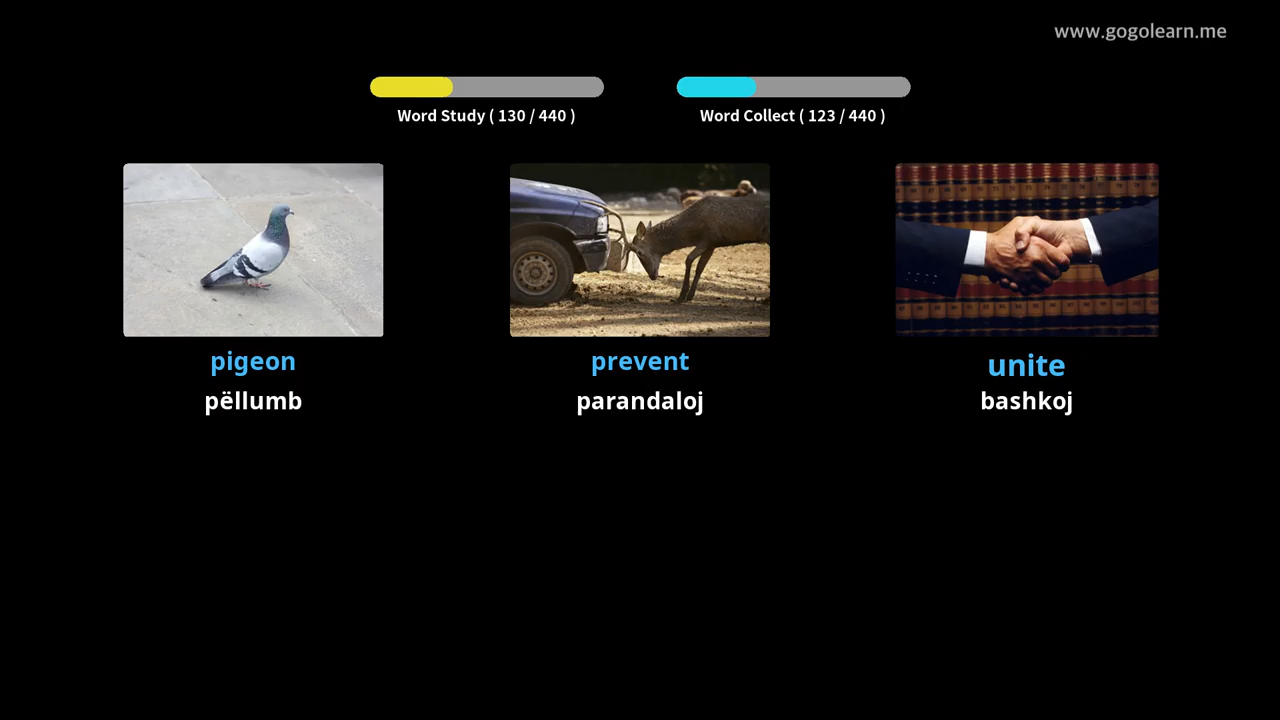 www.gogolearn.me
Word Study ( 130 / 440 )
Word Collect ( 123 / 440 )
pigeon
prevent
unite
pëllumb
parandaloj
bashkoj